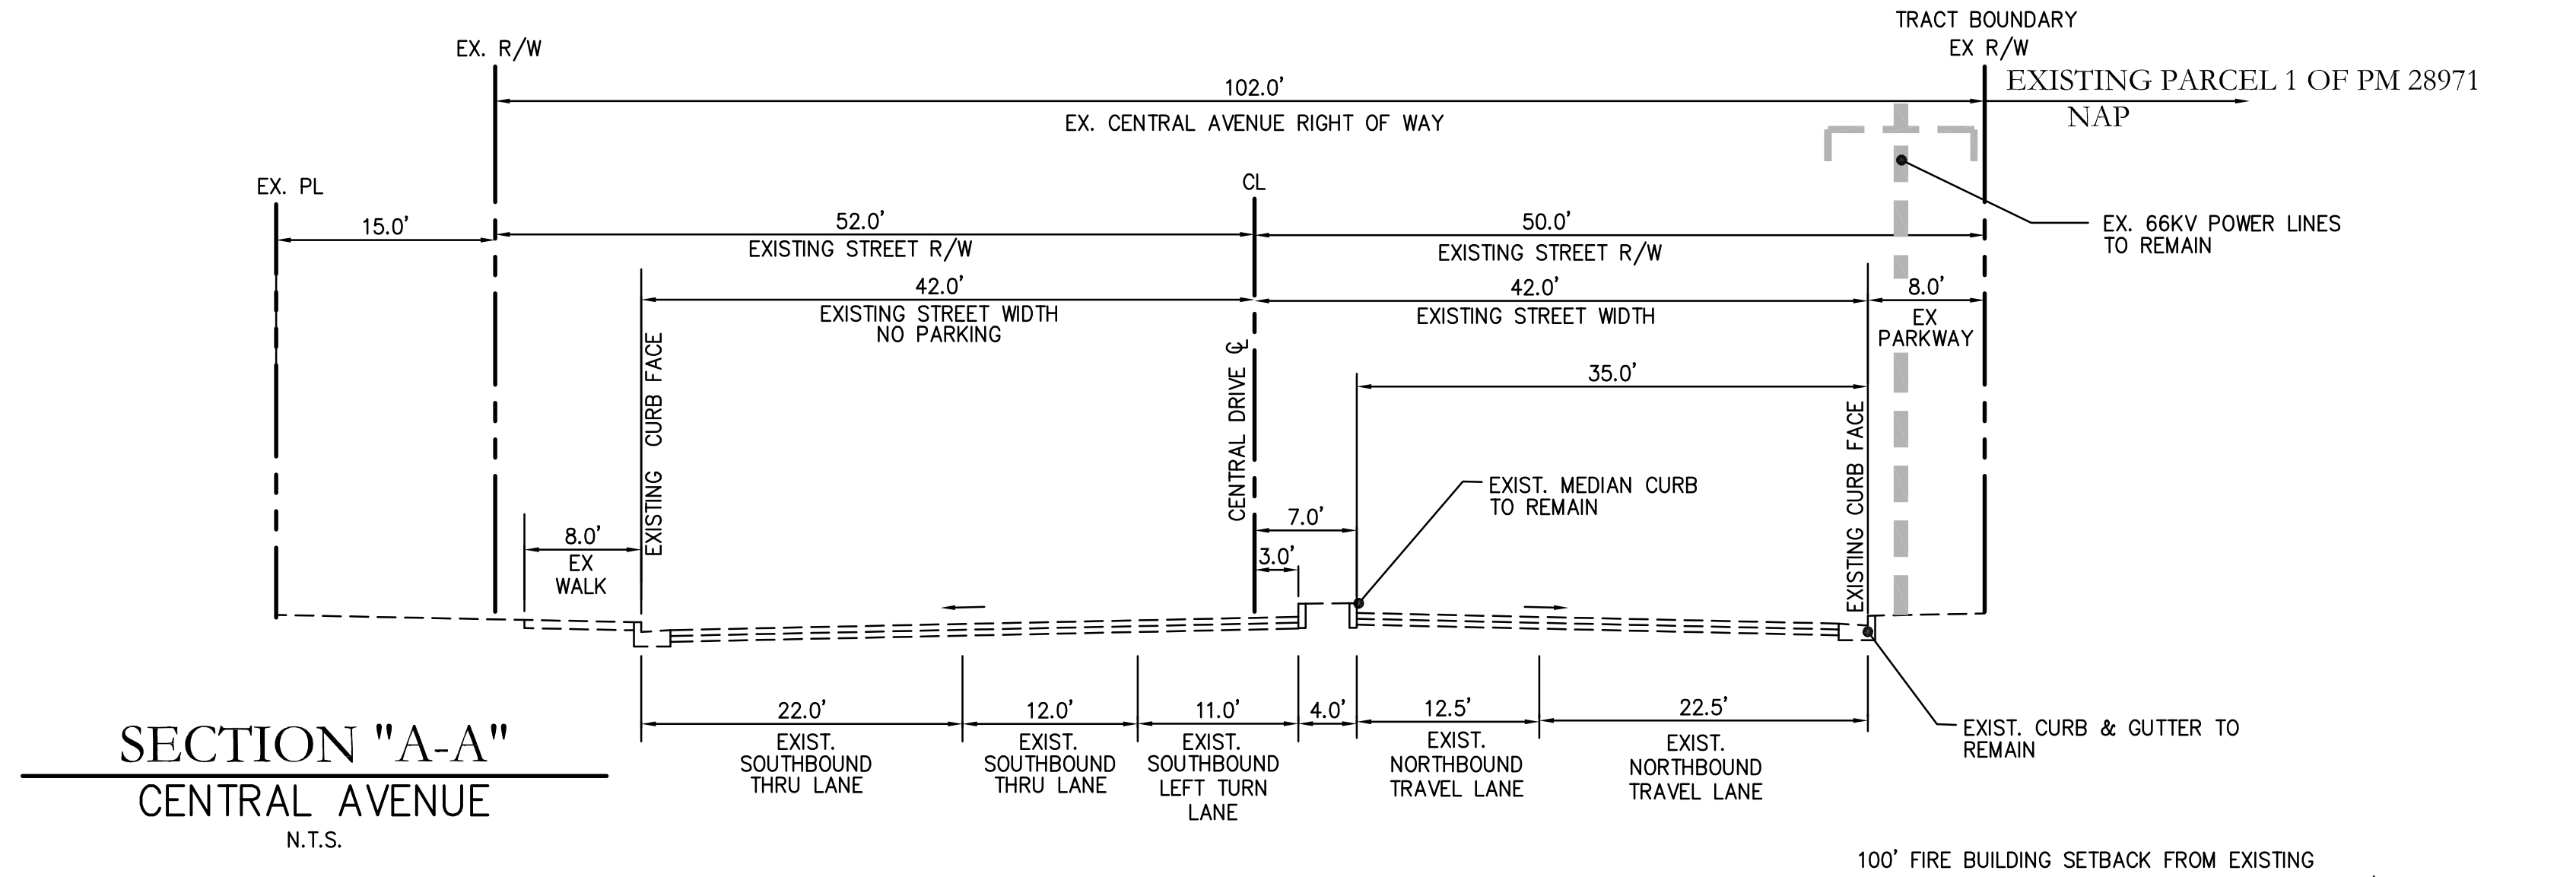 TRACT BOUNDARY
EX. R/W
EX R/W
EXISTING PARCEL 1 OF PM 28971
102.0'
EX. CENTRAL AVENUE RIGHT OF WAY
NAP
EX. PL
CL
15.0'
52.0'
50.0'
EX. 66KV POWER LINES
TO REMAIN
EXISTING STREET R/W
EXISTING STREET R/W
42.0'
42.0'
8.0'
EXISTING STREET WIDTH
NO PARKING
EXISTING STREET WIDTH
EX
PARKWAY
EXISTING CURB FACE
CENTRAL DRIVE ℄
35.0'
EXISTING CURB FACE
EXIST. MEDIAN CURB
TO REMAIN
7.0'
8.0'
EX
WALK
3.0'
22.0'
12.0'
11.0'
4.0'
12.5'
22.5'
EXIST.
SOUTHBOUND
THRU LANE
EXIST.
SOUTHBOUND
THRU LANE
EXIST.
SOUTHBOUND
LEFT TURN
LANE
EXIST.
NORTHBOUND
TRAVEL LANE
EXIST.
NORTHBOUND
TRAVEL LANE
EXIST. CURB & GUTTER TO
REMAIN
SECTION "A-A"
CENTRAL AVENUE
N.T.S.
100' FIRE BUILDING SETBACK FROM EXISTING